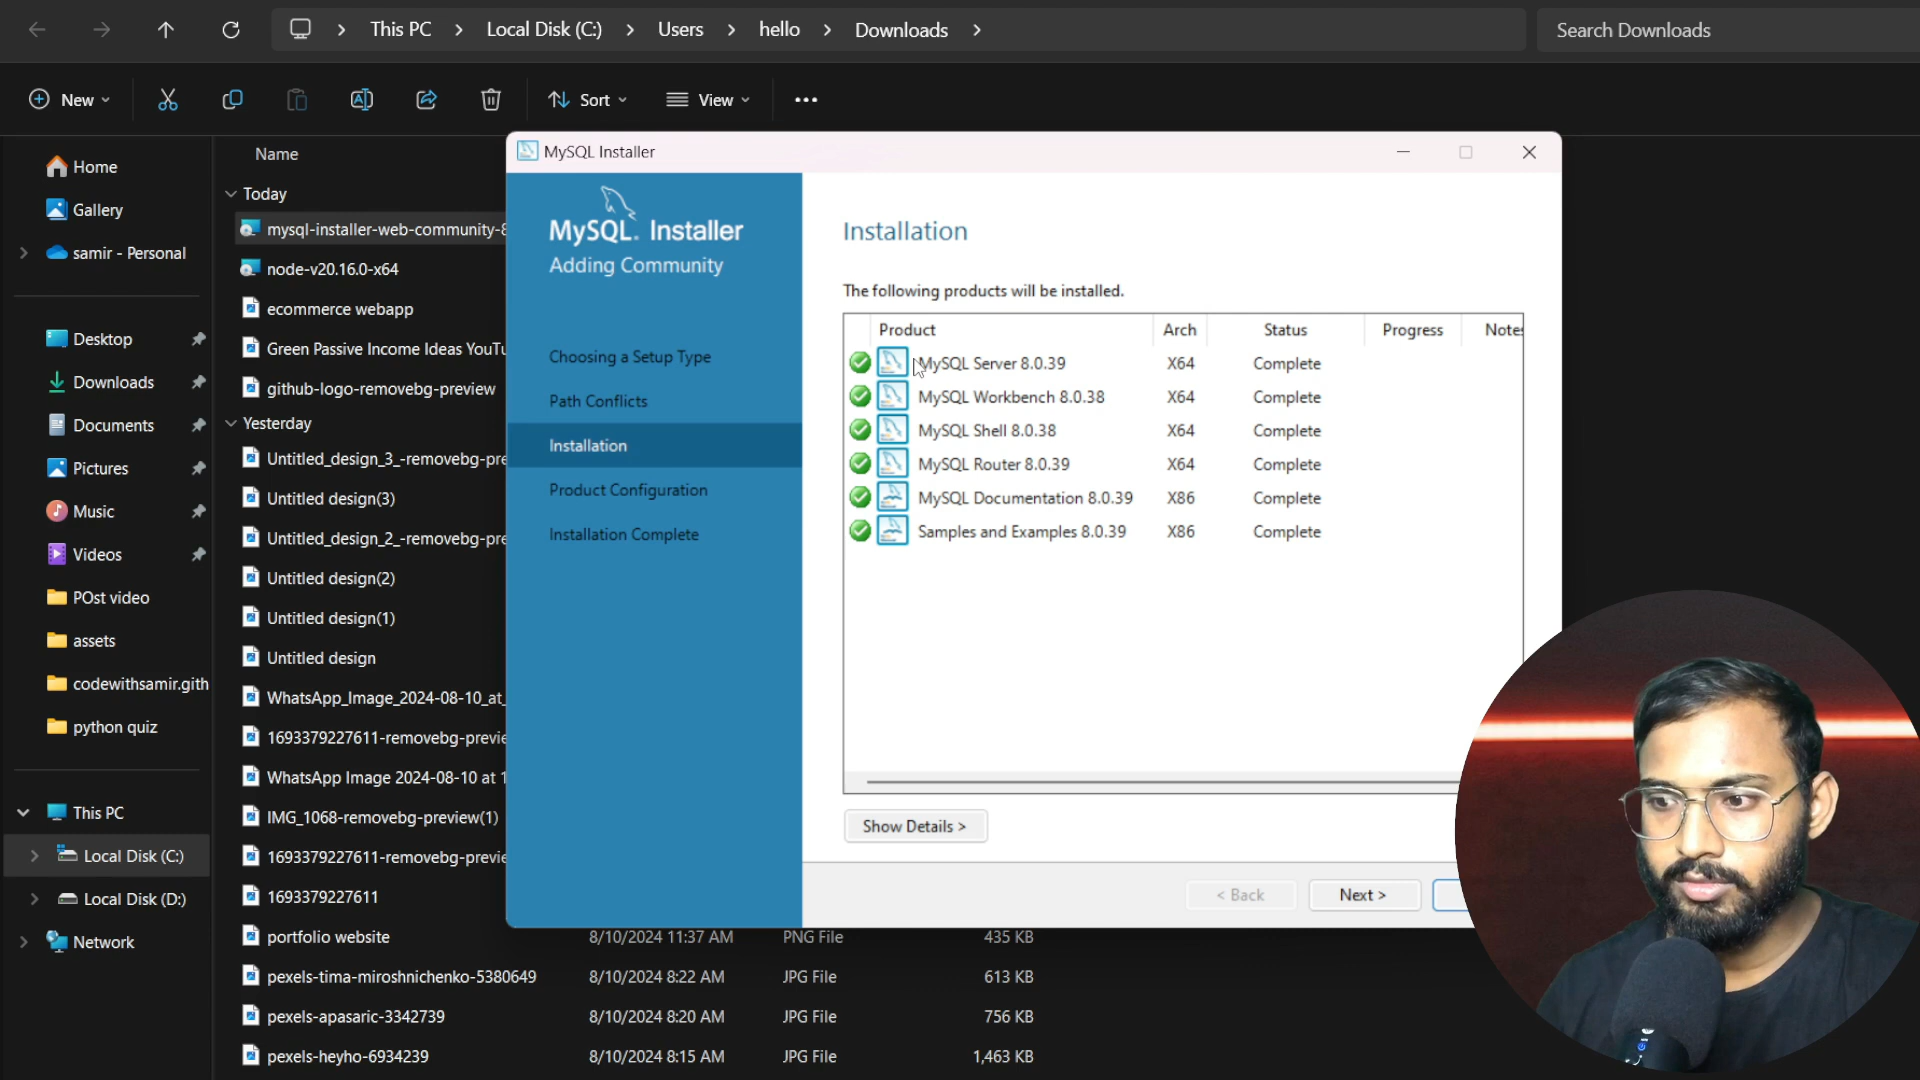 This PC
Local Disk (C:)
Users
hello
Downloads
Search Downloads
New
Sort
View
Home
Gallery
samir - Personal
Desktop
Downloads
Documents
Pictures
Music
Videos
POst video
assets
codewithsamir.gith
python quiz
This PC
Local Disk (C:)
Local Disk (D:)
Network
Name
Today
mysql-installer-web-community-8
node-v20.16.0-x64
ecommerce webapp
Green Passive Income Ideas YouTu
github-logo-removebg-preview
Yesterday
Untitled_design_3_-removebg-pre
Untitled design(3)
Untitled_design_2_-removebg-pre
Untitled design(2)
Untitled design(1)
Untitled design
WhatsApp_Image_2024-08-10_at_
1693379227611-removebg-previe
WhatsApp Image 2024-08-10 at 1
IMG_1068-removebg-preview(1)
1693379227611-removebg-previe
1693379227611
portfolio website 8/10/2024 11:37 AM PNG File 435 KB
pexels-tima-miroshnichenko-5380649 8/10/2024 8:22 AM JPG File 613 KB
pexels-apasaric-3342739 8/10/2024 8:20 AM JPG File 756 KB
pexels-heyho-6934239 8/10/2024 8:15 AM JPG File 1,463 KB
MySQL Installer
MySQL. Installer
Adding Community
Choosing a Setup Type
Path Conflicts
Installation
Product Configuration
Installation Complete
Installation
The following products will be installed.
Product Arch Status Progress Notes
MySQL Server 8.0.39 X64 Complete
MySQL Workbench 8.0.38 X64 Complete
MySQL Shell 8.0.38 X64 Complete
MySQL Router 8.0.39 X64 Complete
MySQL Documentation 8.0.39 X86 Complete
Samples and Examples 8.0.39 X86 Complete
Show Details >
< Back
Next >